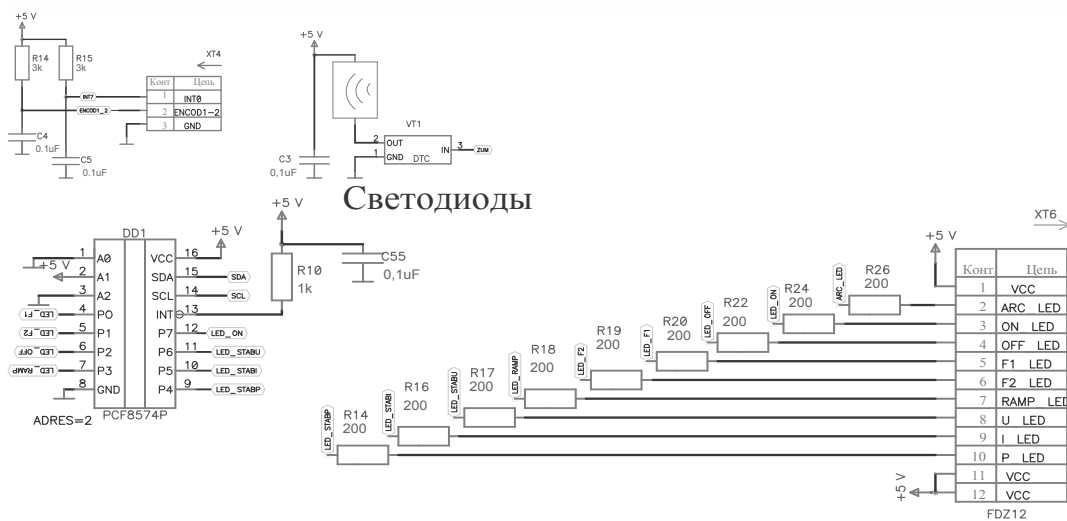 +5 V
R14
3k
R15
3k
XT4
Конт Цепь
1 INT0
2 ENCOD1-2
3 GND
INT7
ENCOD1_2
C4
0.1uF
C5
0.1uF
+5 V
VT1
2 OUT
1 GND
IN 3
DTC
ZUM
C3
0,1uF
Светодиоды
+5 V
DD1
+5 V
+5 V
1 A0
2 A1
3 A2
4 P0
5 P1
6 P2
7 P3
8 GND
VCC 16
SDA 15
SCL 14
INT 13
P7 12
P6 11
P5 10
P4 9
LED_F1
LED_F2
LED_OFF
LED_RAMP
SDA
SCL
LED_ON
LED_STABU
LED_STABI
LED_STABP
PCF8574P
ADRES=2
R10
1k
C55
0,1uF
LED_STABP
R14
200
LED_STABI
R16
200
LED_STABU
R17
200
LED_RAMP
R18
200
LED_F2
R19
200
LED_F1
R20
200
LED_OFF
R22
200
LED_ON
R24
200
ARC_LED
R26
200
+5 V
XT6
Конт Цепь
1 VCC
2 ARC LED
3 ON LED
4 OFF LED
5 F1 LED
6 F2 LED
7 RAMP LED
8 U LED
9 I LED
10 P LED
11 VCC
12 VCC
+5 V
FDZ12